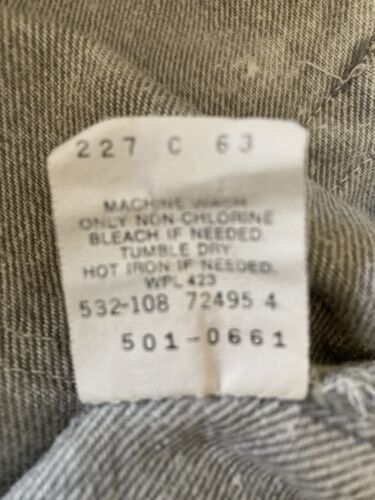 227 C 63
MACHINE WASH
ONLY NON-CHLORINE
BLEACH IF NEEDED.
TUMBLE DRY
HOT IRON IF NEEDED.
WPL 423
532-108 72495 4
501-0661